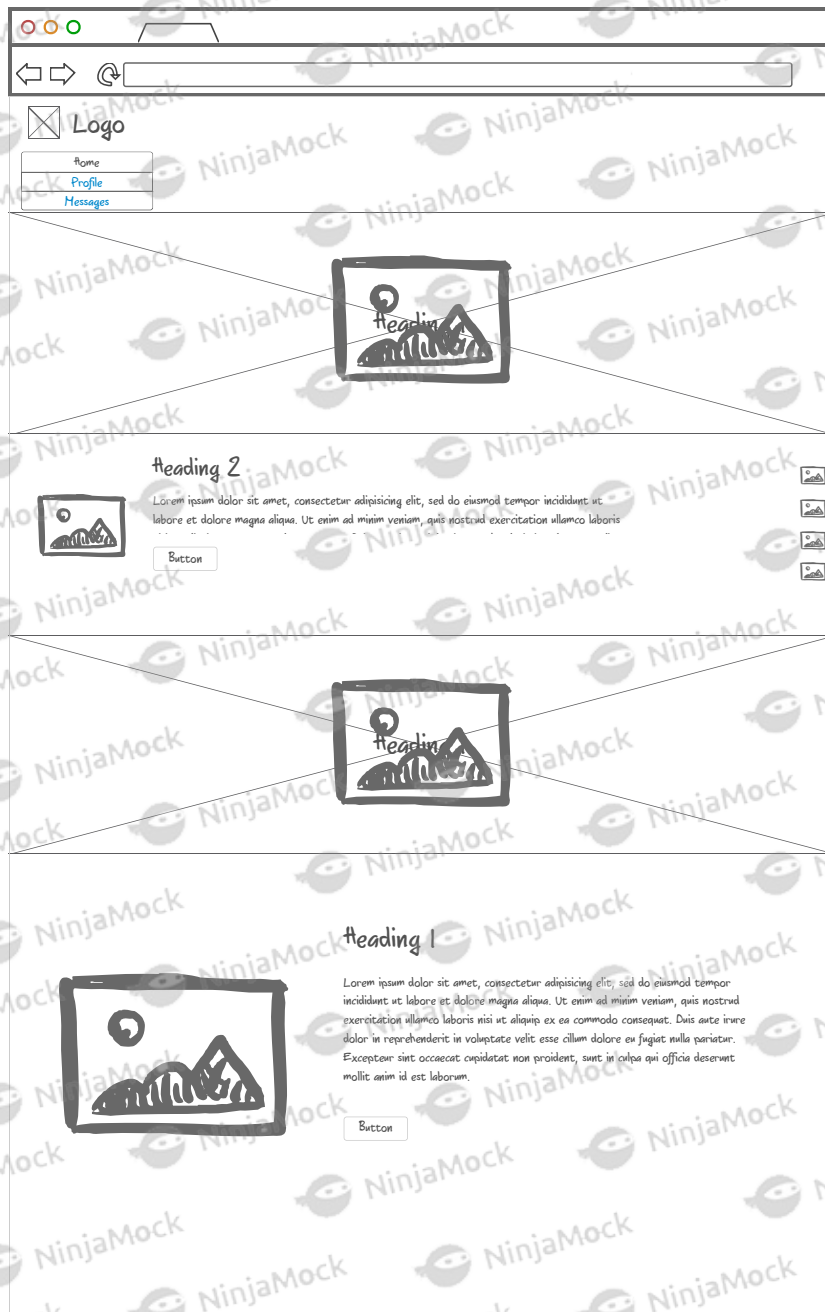 Logo
Home
Profile
Messages
Heading 2
Lorem ipsum dolor sit amet, consectetur adipisicing elit, sed do eiusmod tempor incididunt ut
labore et dolore magna aliqua. Ut enim ad minim veniam, quis nostrud exercitation ullamco laboris
Button
Heading 1
Lorem ipsum dolor sit amet, consectetur adipisicing elit, sed do eiusmod tempor
incididunt ut labore et dolore magna aliqua. Ut enim ad minim veniam, quis nostrud
exercitation ullamco laboris nisi ut aliquip ex ea commodo consequat. Duis aute irure
dolor in reprehenderit in voluptate velit esse cillum dolore eu fugiat nulla pariatur.
Excepteur sint occaecat cupidatat non proident, sunt in culpa qui officia deserunt
mollit anim id est laborum.
Button
NinjaMock